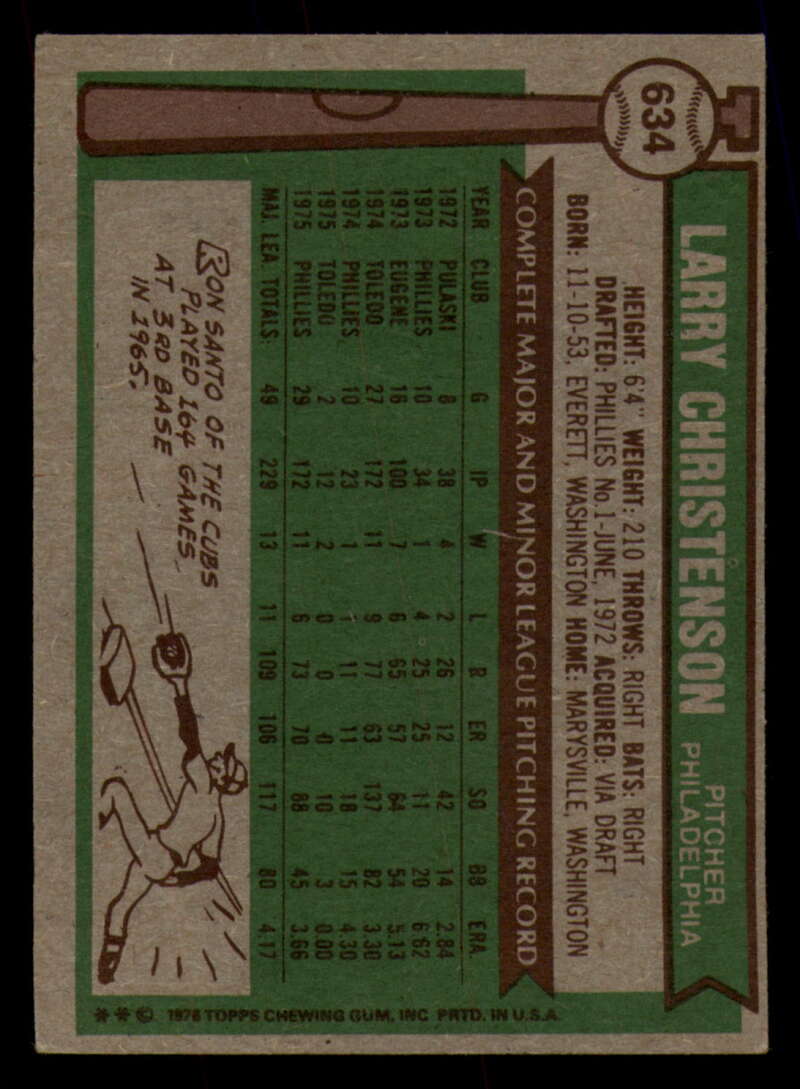 634
LARRY CHRISTENSON
PITCHER
PHILADELPHIA
HEIGHT: 6'4" WEIGHT: 210 THROWS: RIGHT BATS: RIGHT
DRAFTED: PHILLIES No.1-JUNE, 1972 ACQUIRED: VIA DRAFT
BORN: 11-10-53, EVERETT, WASHINGTON HOME: MARYSVILLE, WASHINGTON
COMPLETE MAJOR AND MINOR LEAGUE PITCHING RECORD
YEAR CLUB G IP W L R ER SO BB ERA
1972 PULASKI 8 38 4 2 26 12 42 14 2.84
1973 PHILLIES 10 34 1 4 25 25 11 20 6.62
1973 EUGENE 16 100 7 6 65 57 64 54 5.13
1974 TOLEDO 27 172 11 9 77 63 137 82 3.30
1974 PHILLIES 10 23 1 1 11 11 18 15 4.30
1975 TOLEDO 2 12 2 0 0 0 10 3 0.00
1975 PHILLIES 29 172 11 6 73 70 88 45 3.66
MAJ. LEA. TOTALS 49 229 13 11 109 106 117 80 4.17
RON SANTO OF THE CUBS
PLAYED 164 GAMES
AT 3RD BASE
IN 1965.
**© 1976 TOPPS CHEWING GUM, INC. PRTD. IN U.S.A.